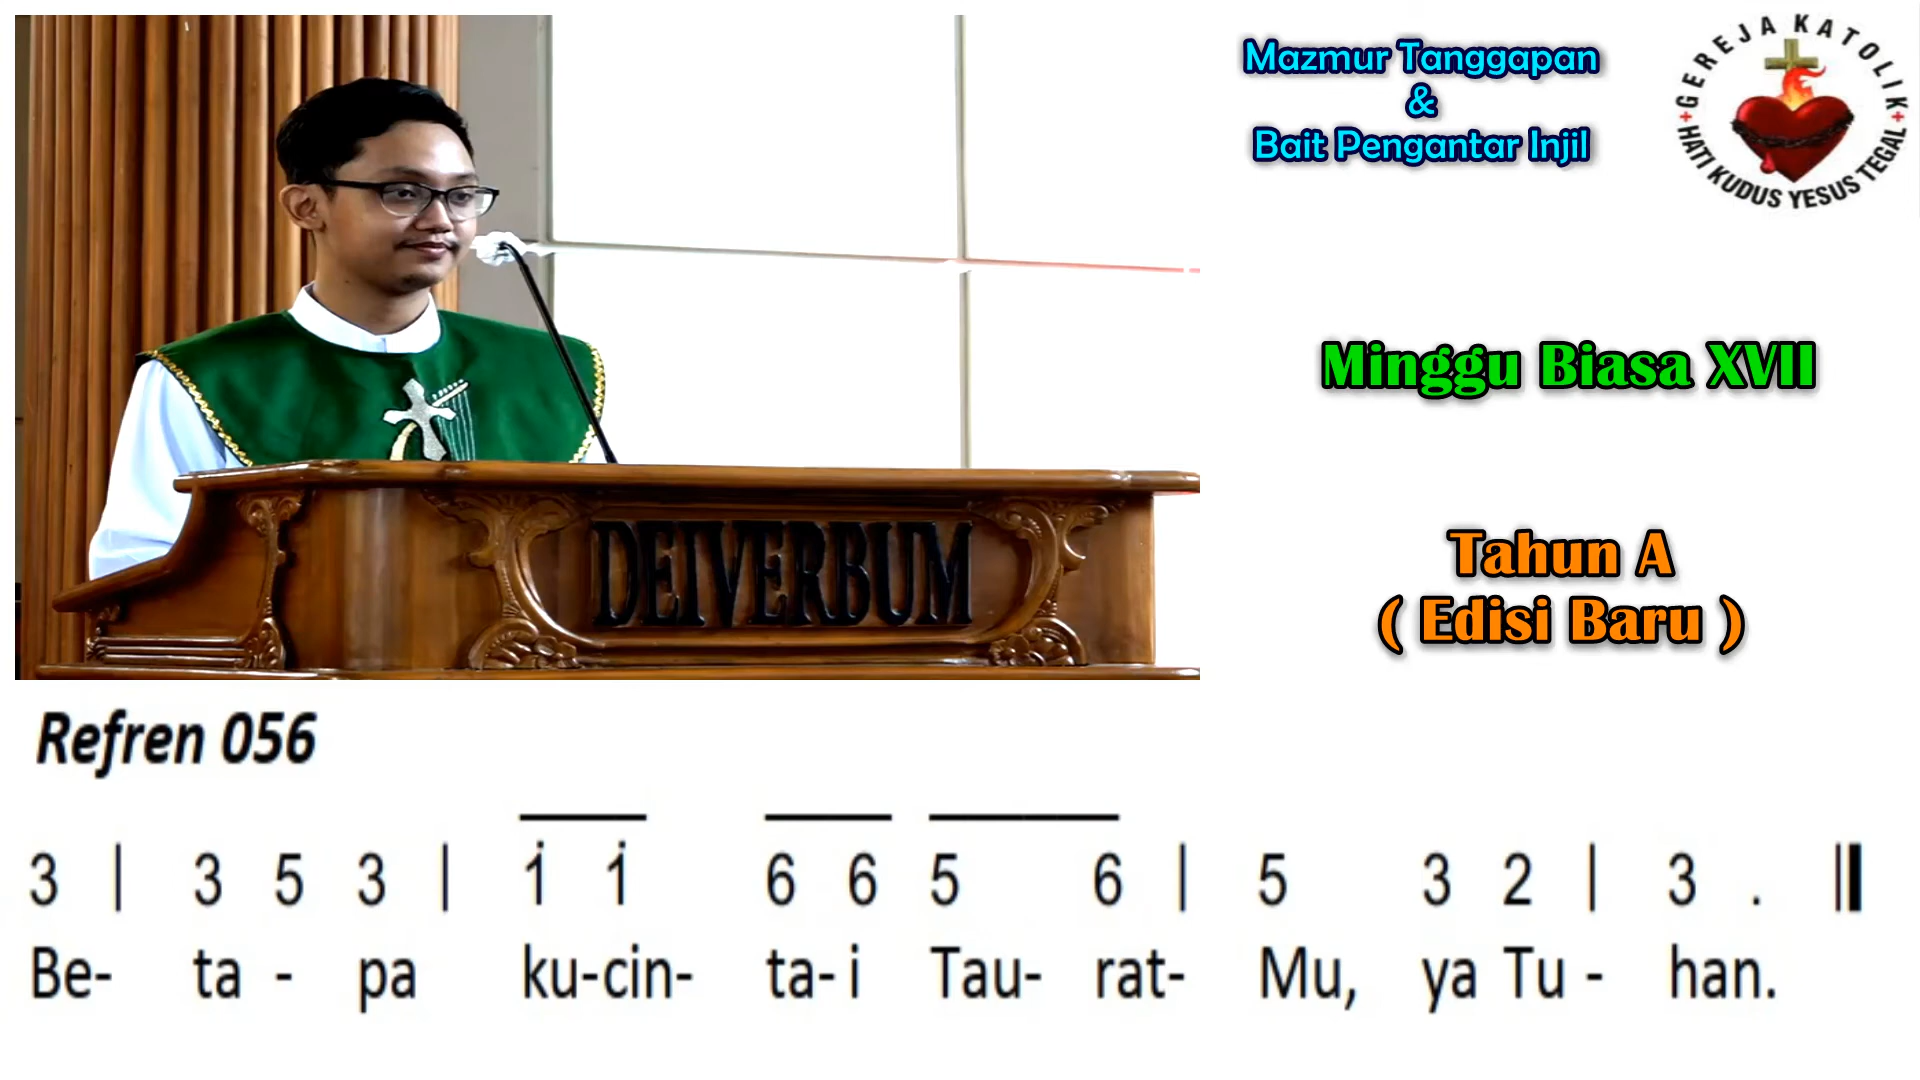 Mazmur Tanggapan
&
Bait Pengantar Injil
GEREJA KATOLIK
HATI KUDUS YESUS TEGAL
Minggu Biasa XVII
Tahun A
( Edisi Baru )
DEIVERBUM
Refren 056
3 | 3 5 3 | 1̇ 1̇ 6 6 5 6 | 5 3 2 | 3 . ||
Be- ta - pa ku-cin- ta- i Tau- rat- Mu, ya Tu - han.